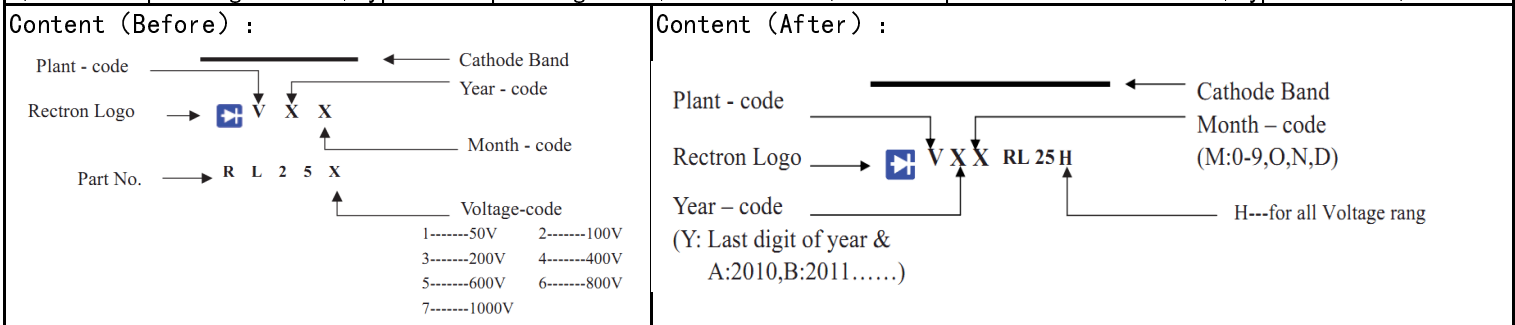 Content (Before) :
Plant - code
Cathode Band
Year - code
Rectron Logo
V X X
Month - code
Part No.
R L 2 5 X
Voltage-code
1-------50V 2-------100V
3-------200V 4-------400V
5-------600V 6-------800V
7-------1000V
Content (After) :
Cathode Band
Plant - code
Month – code
(M:0-9,O,N,D)
Rectron Logo
V X X RL 25 H
Year – code
(Y: Last digit of year &
A:2010,B:2011……)
H---for all Voltage rang